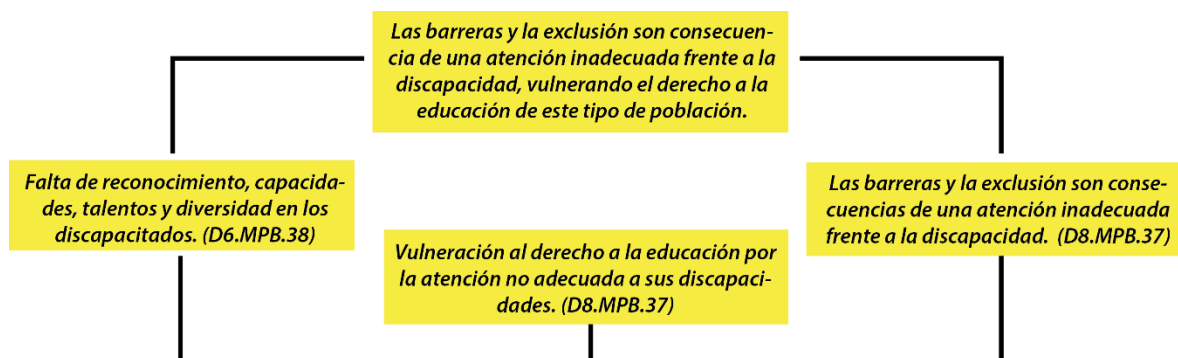 Las barreras y la exclusión son consecuen-
cia de una atención inadecuada frente a la
discapacidad, vulnerando el derecho a la
educación de este tipo de población.
Falta de reconocimiento, capacida-
des, talentos y diversidad en los
discapacitados. (D6.MPB.38)
Vulneración al derecho a la educación por
la atención no adecuada a sus discapaci-
dades. (D8.MPB.37)
Las barreras y la exclusión son conse-
cuencias de una atención inadecuada
frente a la discapacidad. (D8.MPB.37)